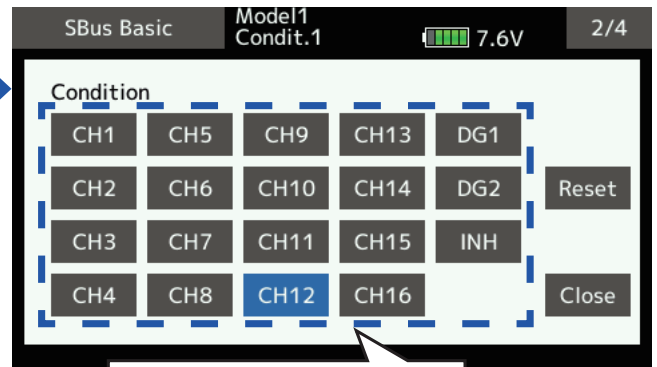 SBus Basic Model1 Condit.1 7.6V 2/4
Condition
CH1 CH5 CH9 CH13 DG1
CH2 CH6 CH10 CH14 DG2 Reset
CH3 CH7 CH11 CH15 INH
CH4 CH8 CH12 CH16 Close